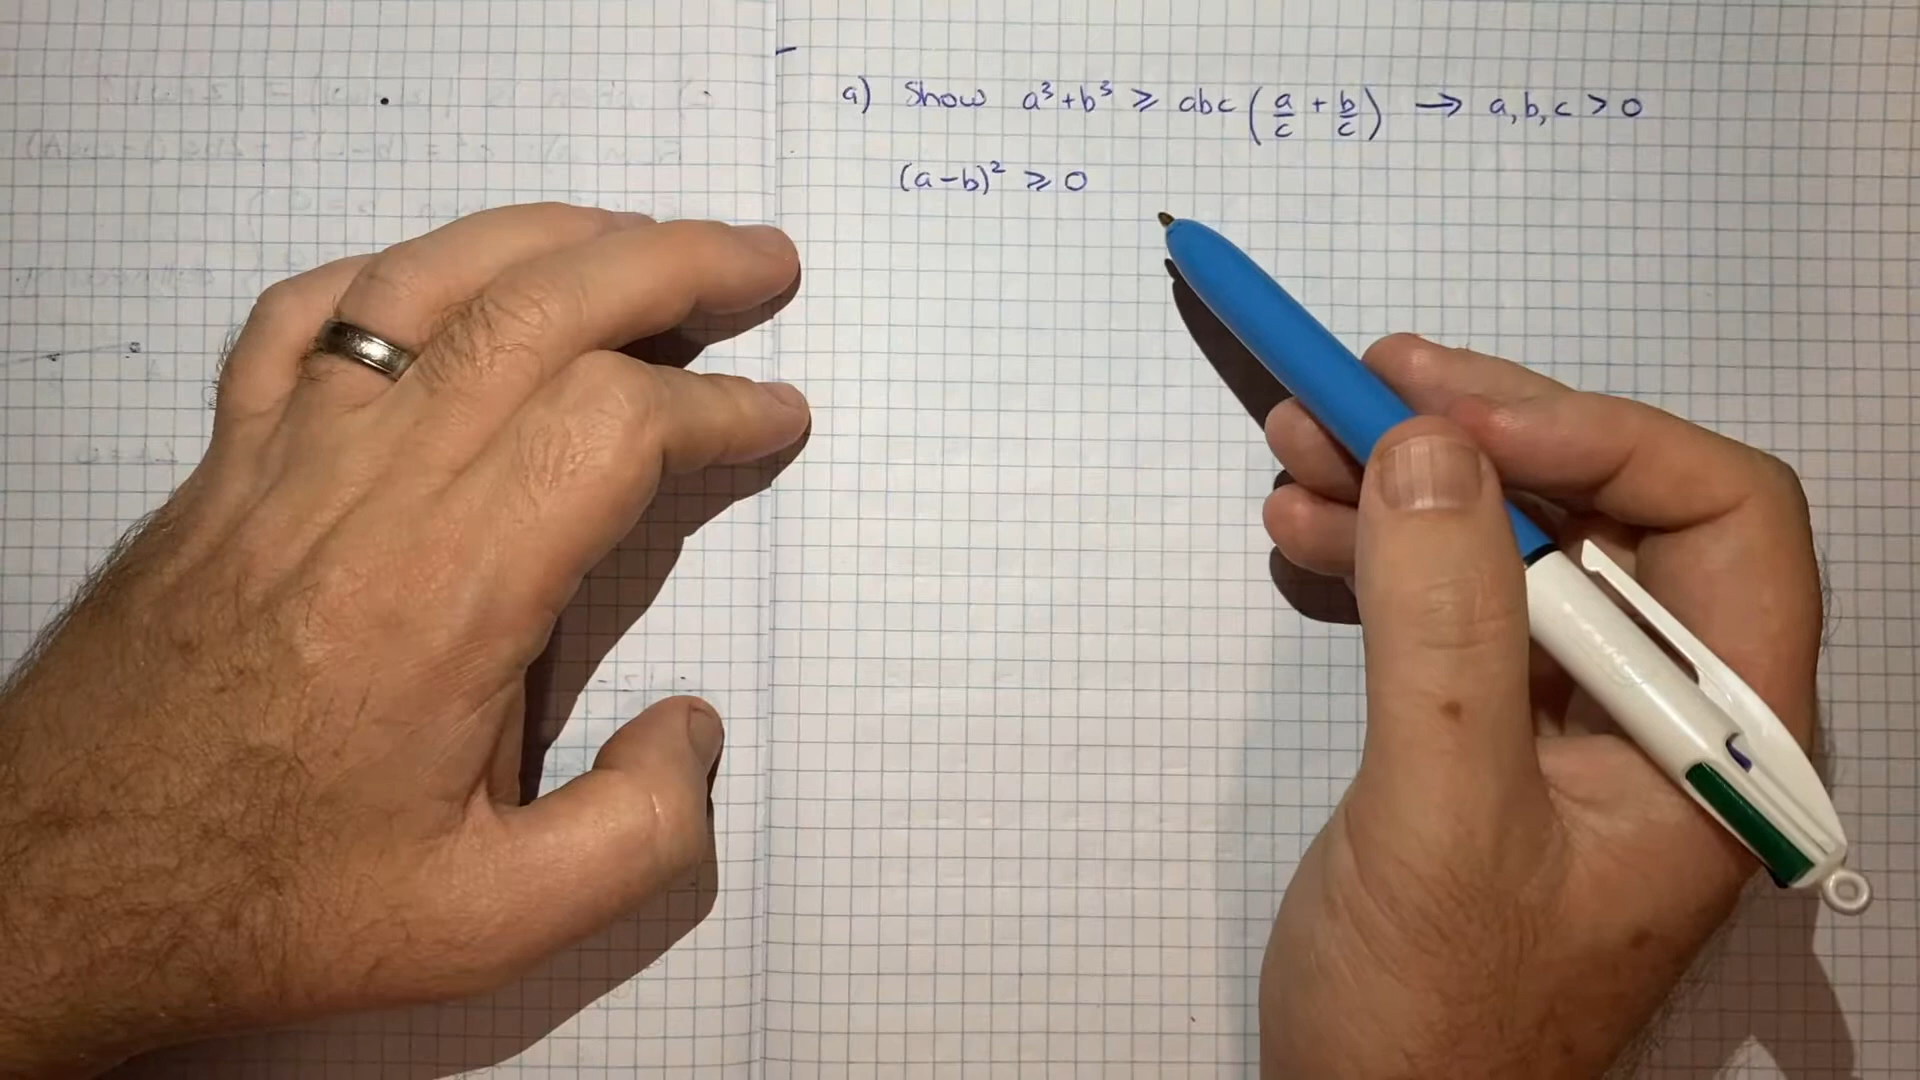 a) Show a³+b³ ⩾ abc (a/c + b/c) → a, b, c > 0
(a-b)² ⩾ 0